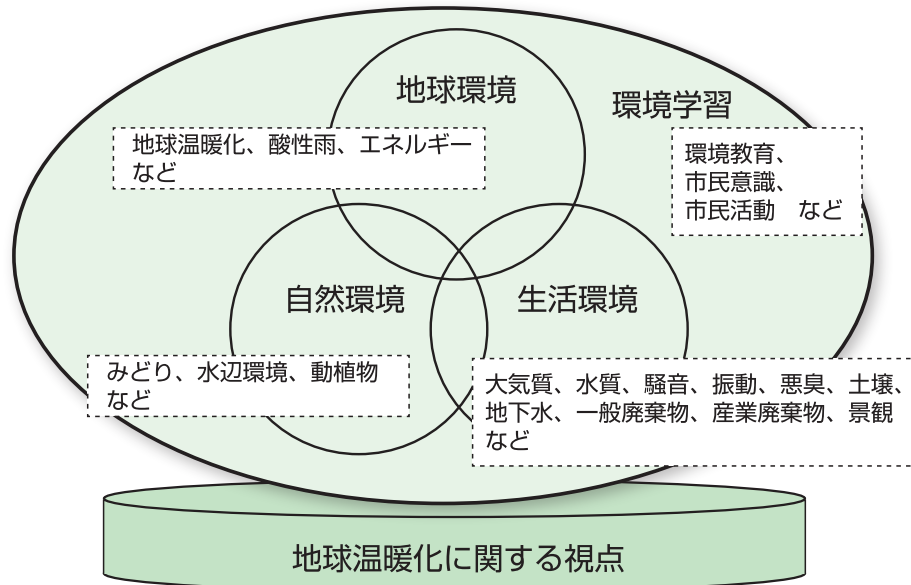 地球環境
環境学習
地球温暖化、酸性雨、エネルギー
など
環境教育、
市民意識、
市民活動　など
自然環境
生活環境
みどり、水辺環境、動植物
など
大気質、水質、騒音、振動、悪臭、土壌、
地下水、一般廃棄物、産業廃棄物、景観
など
地球温暖化に関する視点